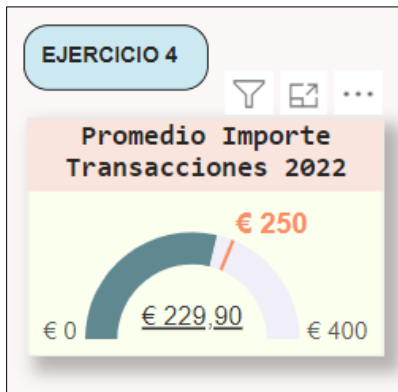 EJERCICIO 4
Promedio Importe
Transacciones 2022
€ 250
€ 229,90
€ 0
€ 400